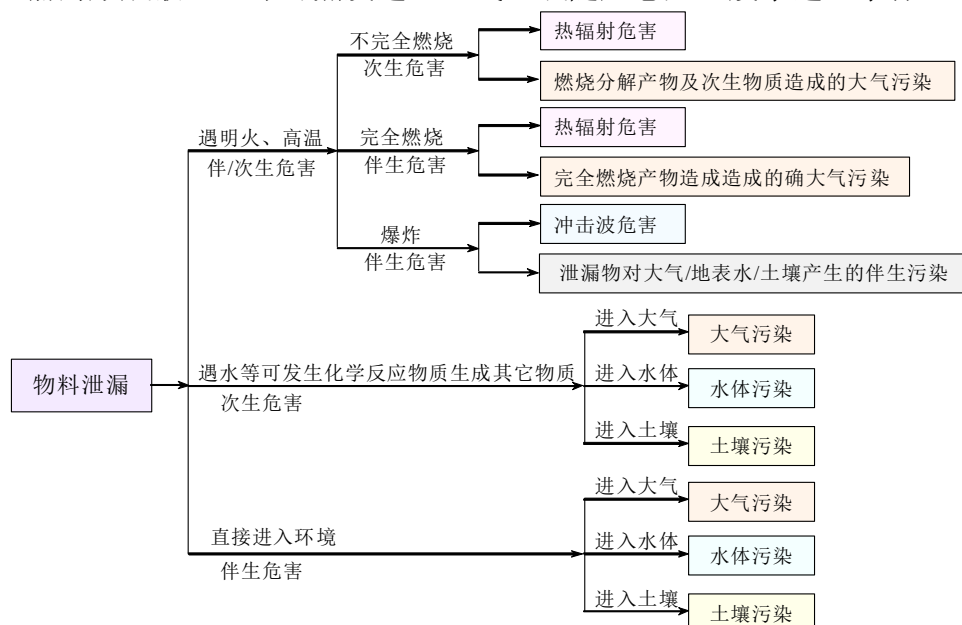 不完全燃烧
次生危害
热辐射危害
燃烧分解产物及次生物质造成的大气污染
遇明火、高温
伴/次生危害
完全燃烧
伴生危害
热辐射危害
完全燃烧产物造成造成的确大气污染
爆炸
伴生危害
冲击波危害
泄漏物对大气/地表水/土壤产生的伴生污染
物料泄漏
遇水等可发生化学反应物质生成其它物质
次生危害
进入大气
大气污染
进入水体
水体污染
进入土壤
土壤污染
直接进入环境
伴生危害
进入大气
大气污染
进入水体
水体污染
进入土壤
土壤污染